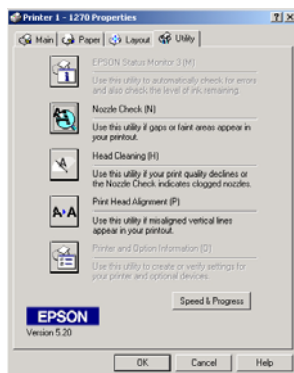 Printer 1 - 1270 Properties
Main
Paper
Layout
Utility
EPSON Status Monitor 3 (M)
Use this utility to automatically check for errors
and also check the level of ink remaining.
Nozzle Check (N)
Use this utility if gaps or faint areas appear in
your printout.
Head Cleaning (H)
Use this utility if your print quality declines or
the Nozzle Check indicates clogged nozzles.
Print Head Alignment (P)
Use this utility if misaligned vertical lines
appear in your printout.
Printer and Option Information (O)
Use this utility to create or verify settings for
your printer and optional devices.
Speed & Progress
EPSON
Version 5.20
OK
Cancel
Help